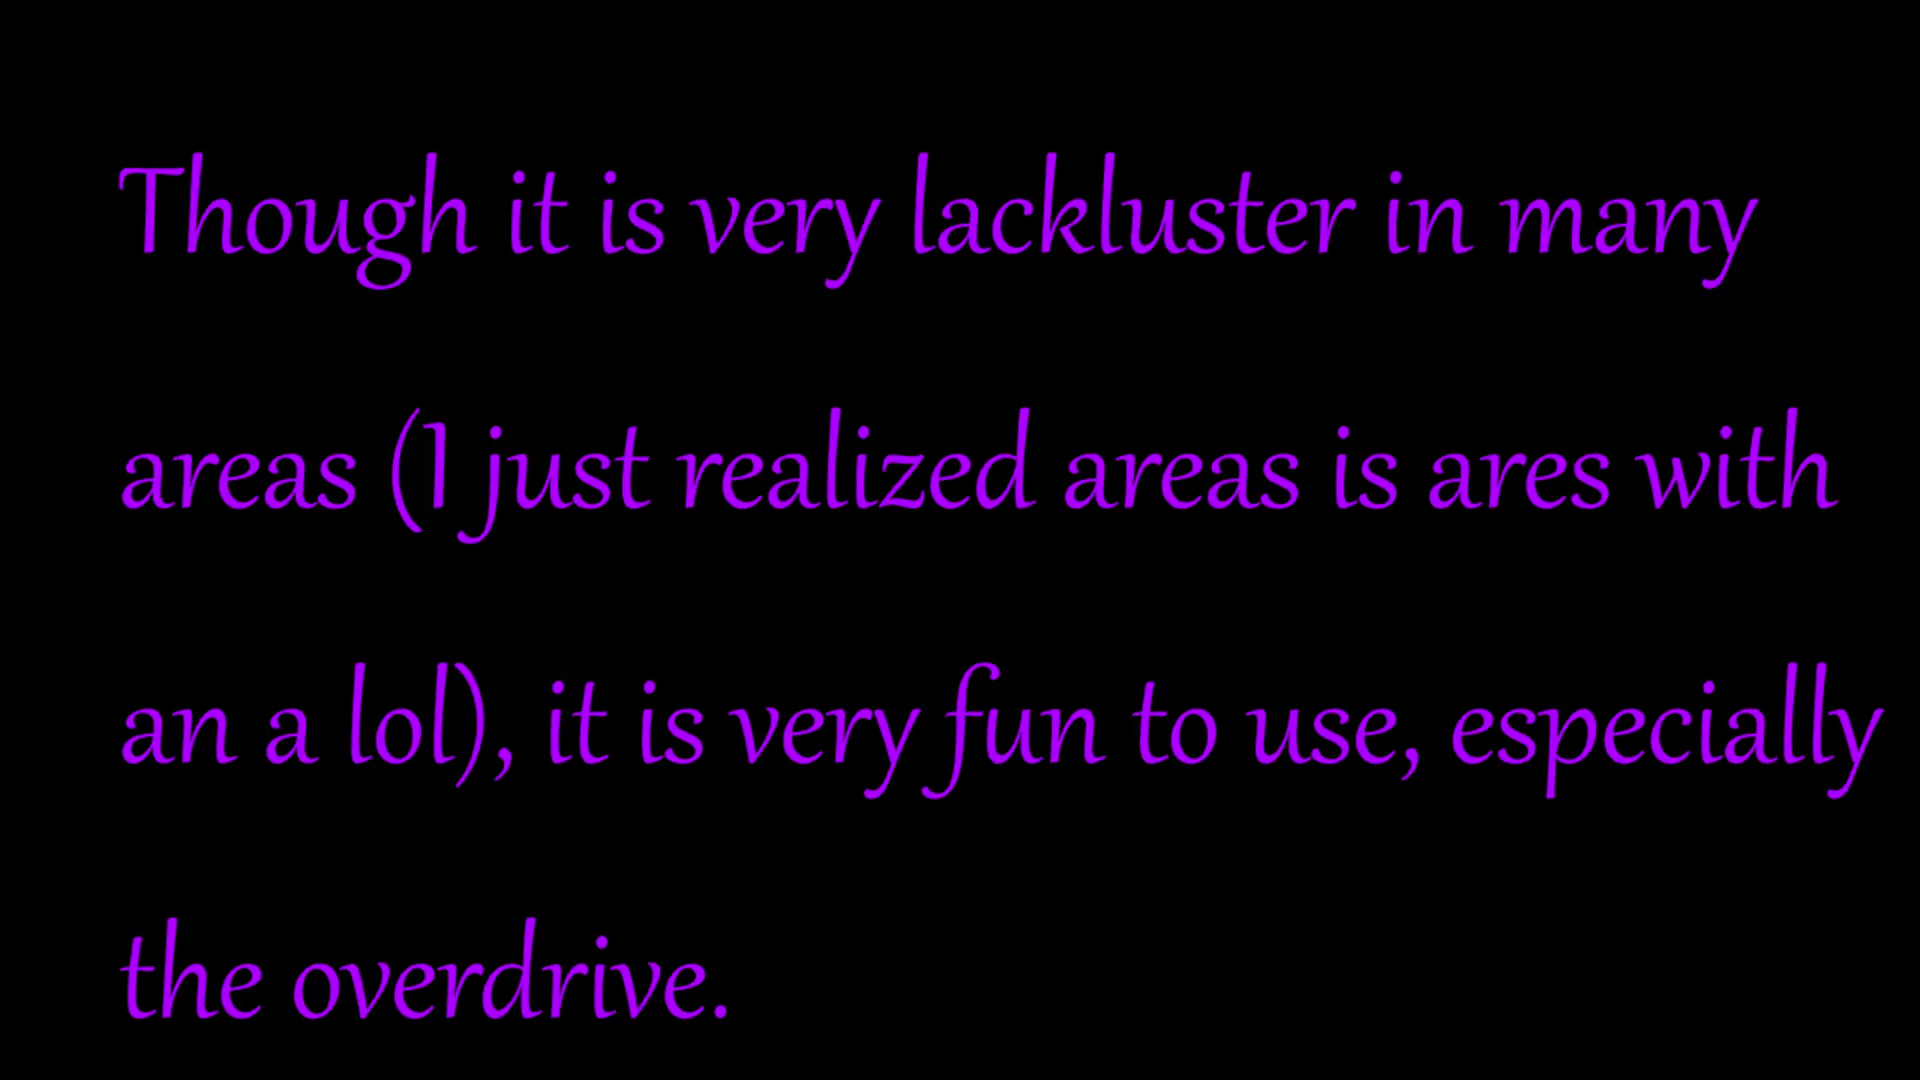 Though it is very lackluster in many
areas (I just realized areas is ares with
an a lol), it is very fun to use, especially
the overdrive.